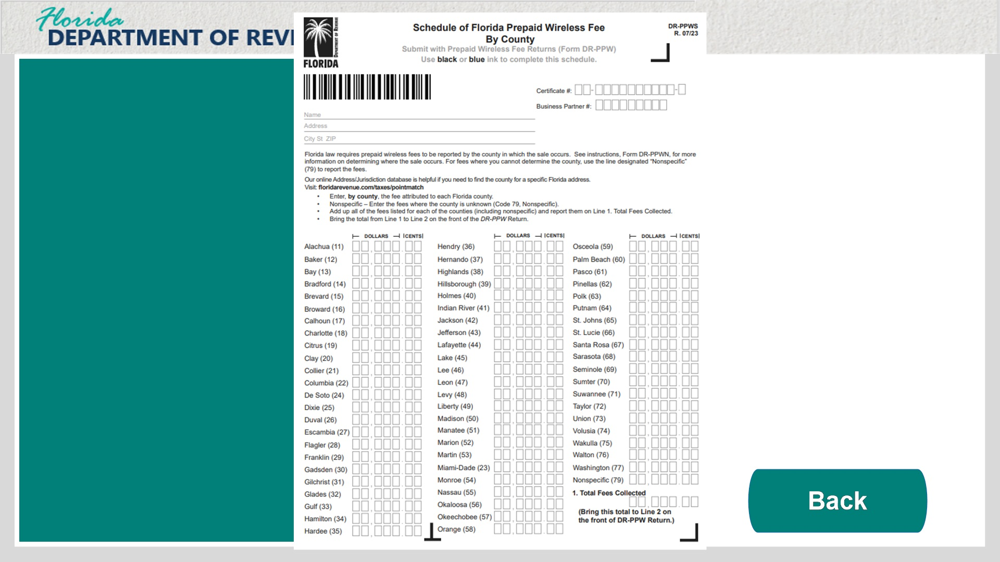 Florida
DEPARTMENT OF REV
DEPARTMENT OF REVENUE
FLORIDA
Schedule of Florida Prepaid Wireless Fee
By County
Submit with Prepaid Wireless Fee Returns (Form DR-PPW)
Use black or blue ink to complete this schedule.
DR-PPWS
R. 07/23
Certificate #:
Business Partner #:
Name
Address
City St ZIP
Florida law requires prepaid wireless fees to be reported by the county in which the sale occurs. See instructions, Form DR-PPWN, for more
information on determining where the sale occurs. For fees where you cannot determine the county, use the line designated “Nonspecific”
(79) to report the fees.
Our online Address/Jurisdiction database is helpful if you need to find the county for a specific Florida address.
Visit: floridarevenue.com/taxes/pointmatch
• Enter, by county, the fee attributed to each Florida county.
• Nonspecific – Enter the fees where the county is unknown (Code 79, Nonspecific).
• Add up all of the fees listed for each of the counties (including nonspecific) and report them on Line 1. Total Fees Collected.
• Bring the total from Line 1 to Line 2 on the front of the DR-PPW Return.
DOLLARS CENTS
Alachua (11)
Baker (12)
Bay (13)
Bradford (14)
Brevard (15)
Broward (16)
Calhoun (17)
Charlotte (18)
Citrus (19)
Clay (20)
Collier (21)
Columbia (22)
De Soto (24)
Dixie (25)
Duval (26)
Escambia (27)
Flagler (28)
Franklin (29)
Gadsden (30)
Gilchrist (31)
Glades (32)
Gulf (33)
Hamilton (34)
Hardee (35)
DOLLARS CENTS
Hendry (36)
Hernando (37)
Highlands (38)
Hillsborough (39)
Holmes (40)
Indian River (41)
Jackson (42)
Jefferson (43)
Lafayette (44)
Lake (45)
Lee (46)
Leon (47)
Levy (48)
Liberty (49)
Madison (50)
Manatee (51)
Marion (52)
Martin (53)
Miami-Dade (23)
Monroe (54)
Nassau (55)
Okaloosa (56)
Okeechobee (57)
Orange (58)
DOLLARS CENTS
Osceola (59)
Palm Beach (60)
Pasco (61)
Pinellas (62)
Polk (63)
Putnam (64)
St. Johns (65)
St. Lucie (66)
Santa Rosa (67)
Sarasota (68)
Seminole (69)
Sumter (70)
Suwannee (71)
Taylor (72)
Union (73)
Volusia (74)
Wakulla (75)
Walton (76)
Washington (77)
Nonspecific (79)
1. Total Fees Collected
(Bring this total to Line 2 on
the front of DR-PPW Return.)
Back